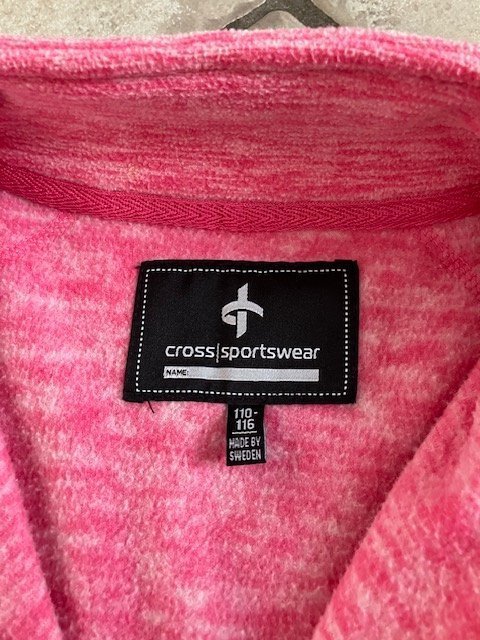 cross|sportswear
NAME:
110-
116
MADE BY
SWEDEN